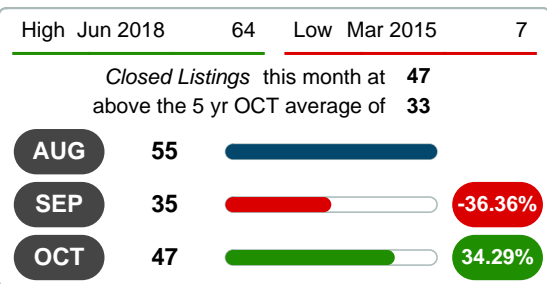 High Jun 2018 64 Low Mar 2015 7
Closed Listings this month at 47
above the 5 yr OCT average of 33
AUG 55
SEP 35 -36.36%
OCT 47 34.29%